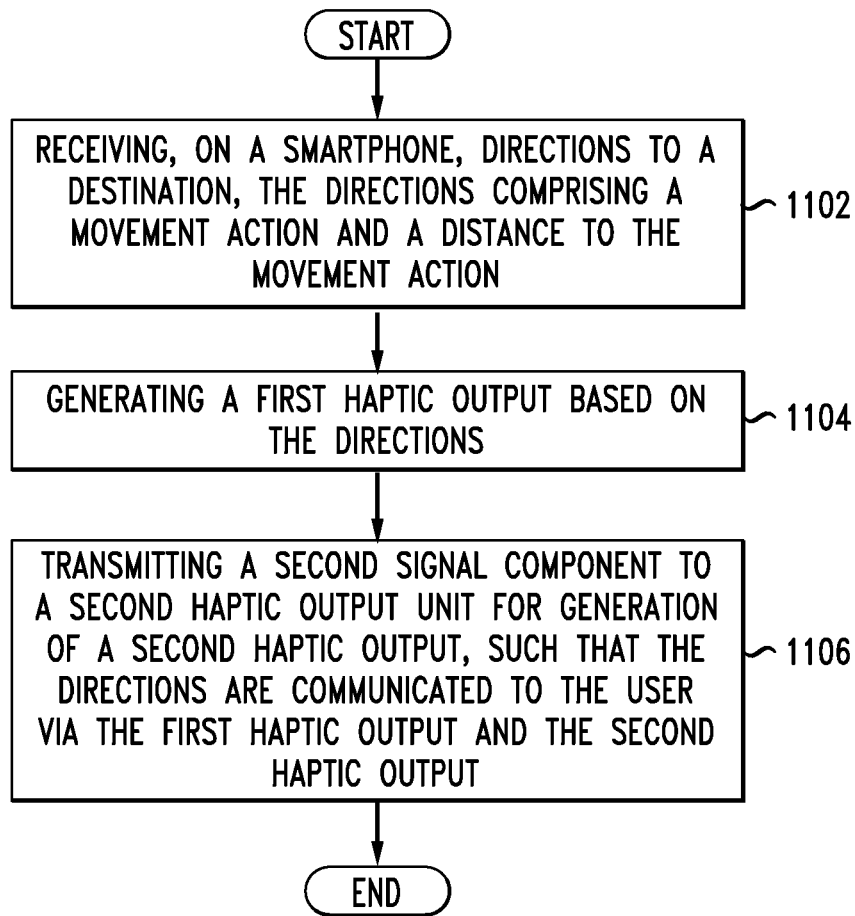 START
RECEIVING, ON A SMARTPHONE, DIRECTIONS TO A
DESTINATION, THE DIRECTIONS COMPRISING A
MOVEMENT ACTION AND A DISTANCE TO THE
MOVEMENT ACTION
1102
GENERATING A FIRST HAPTIC OUTPUT BASED ON
THE DIRECTIONS
1104
TRANSMITTING A SECOND SIGNAL COMPONENT TO
A SECOND HAPTIC OUTPUT UNIT FOR GENERATION
OF A SECOND HAPTIC OUTPUT, SUCH THAT THE
DIRECTIONS ARE COMMUNICATED TO THE USER
VIA THE FIRST HAPTIC OUTPUT AND THE SECOND
HAPTIC OUTPUT
1106
END